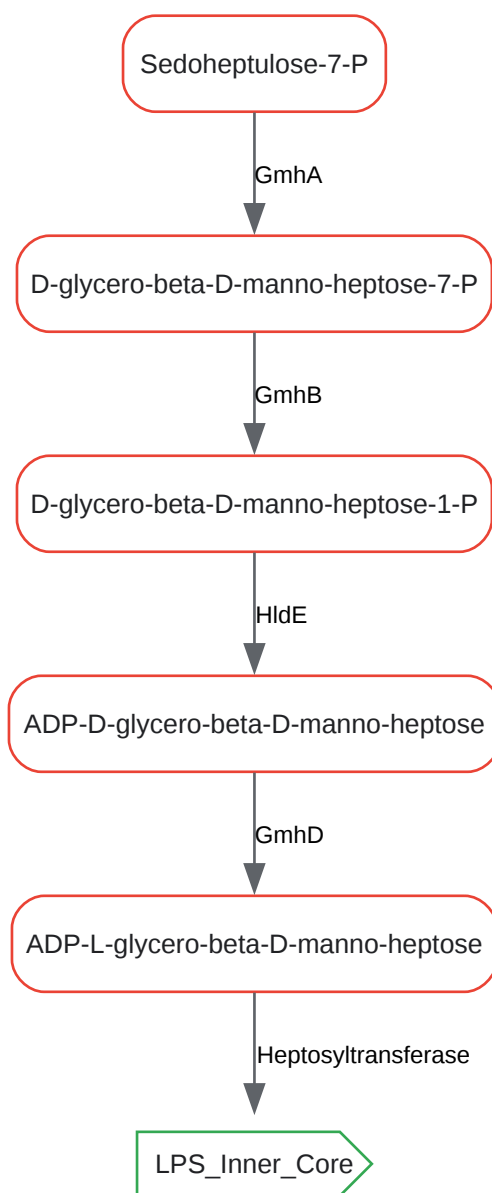 Sedoheptulose-7-P
GmhA
D-glycero-beta-D-manno-heptose-7-P
GmhB
D-glycero-beta-D-manno-heptose-1-P
HldE
ADP-D-glycero-beta-D-manno-heptose
GmhD
ADP-L-glycero-beta-D-manno-heptose
Heptosyltransferase
LPS_Inner_Core